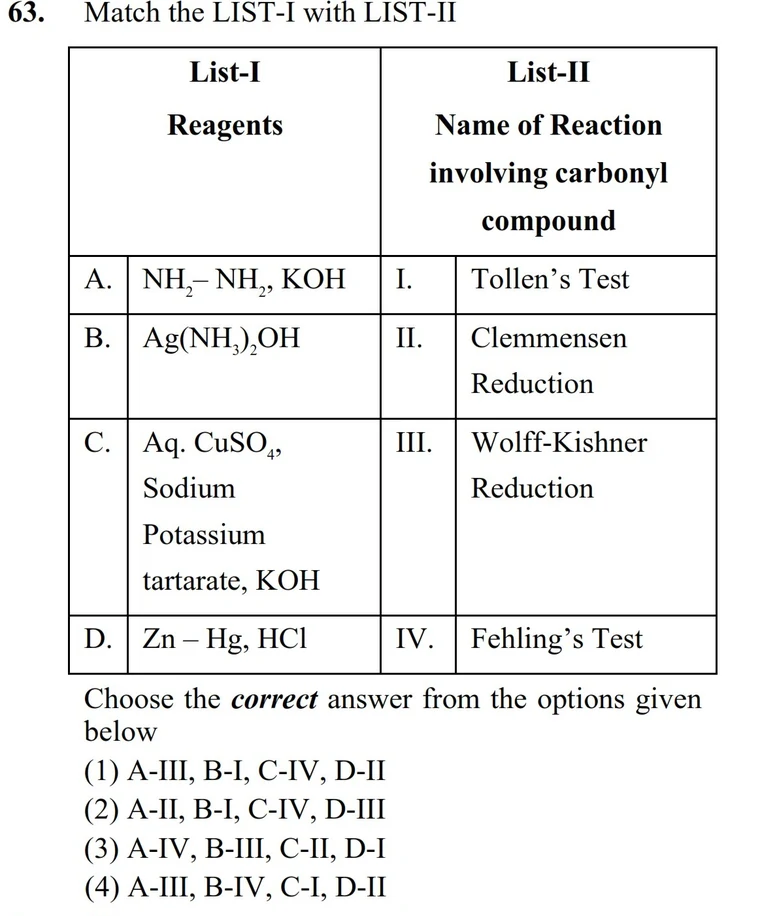 63. Match the LIST-I with LIST-II
List-I List-II
Reagents Name of Reaction
involving carbonyl
compound
A. NH₂– NH₂, KOH I. Tollen’s Test
B. Ag(NH₃)₂OH II. Clemmensen
Reduction
C. Aq. CuSO₄, III. Wolff-Kishner
Sodium Reduction
Potassium
tartarate, KOH
D. Zn – Hg, HCl IV. Fehling’s Test
Choose the correct answer from the options given
below
(1) A-III, B-I, C-IV, D-II
(2) A-II, B-I, C-IV, D-III
(3) A-IV, B-III, C-II, D-I
(4) A-III, B-IV, C-I, D-II